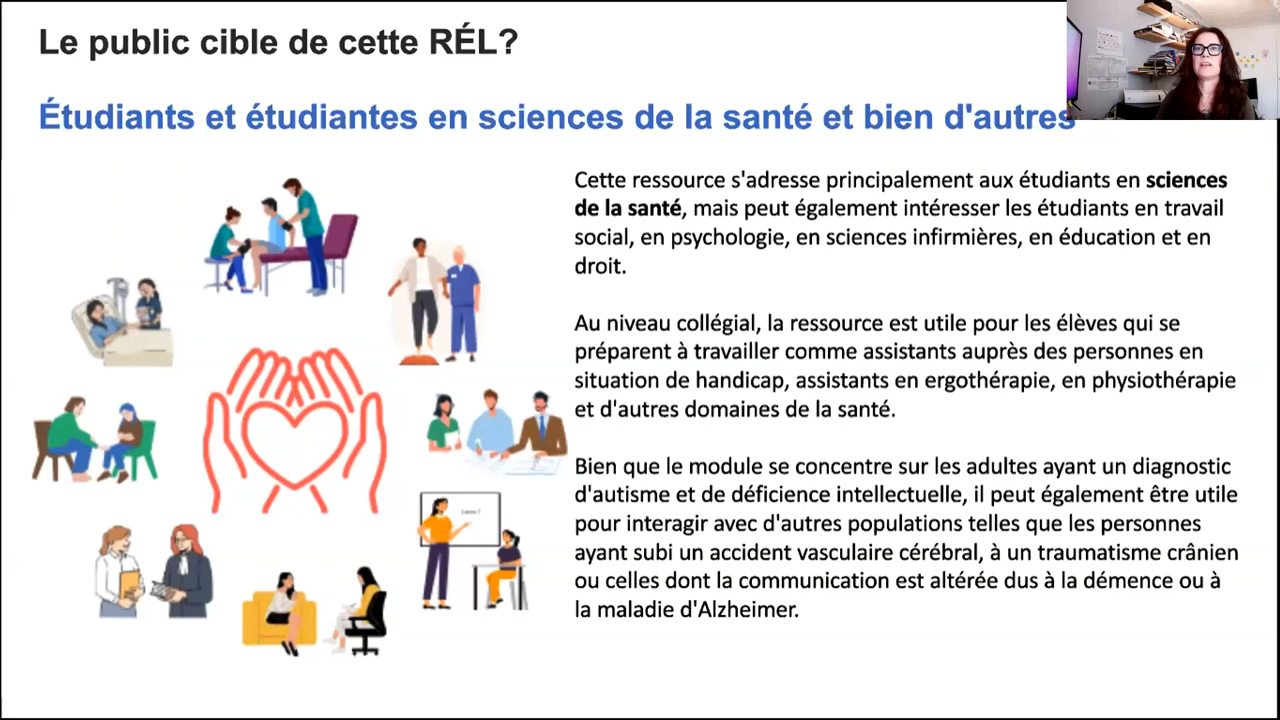 Le public cible de cette RÉL?
Étudiants et étudiantes en sciences de la santé et bien d'autres
Cette ressource s'adresse principalement aux étudiants en sciences
de la santé, mais peut également intéresser les étudiants en travail
social, en psychologie, en sciences infirmières, en éducation et en
droit.
Au niveau collégial, la ressource est utile pour les élèves qui se
préparent à travailler comme assistants auprès des personnes en
situation de handicap, assistants en ergothérapie, en physiothérapie
et d'autres domaines de la santé.
Bien que le module se concentre sur les adultes ayant un diagnostic
d'autisme et de déficience intellectuelle, il peut également être utile
pour interagir avec d'autres populations telles que les personnes
ayant subi un accident vasculaire cérébral, à un traumatisme crânien
ou celles dont la communication est altérée dus à la démence ou à
la maladie d'Alzheimer.